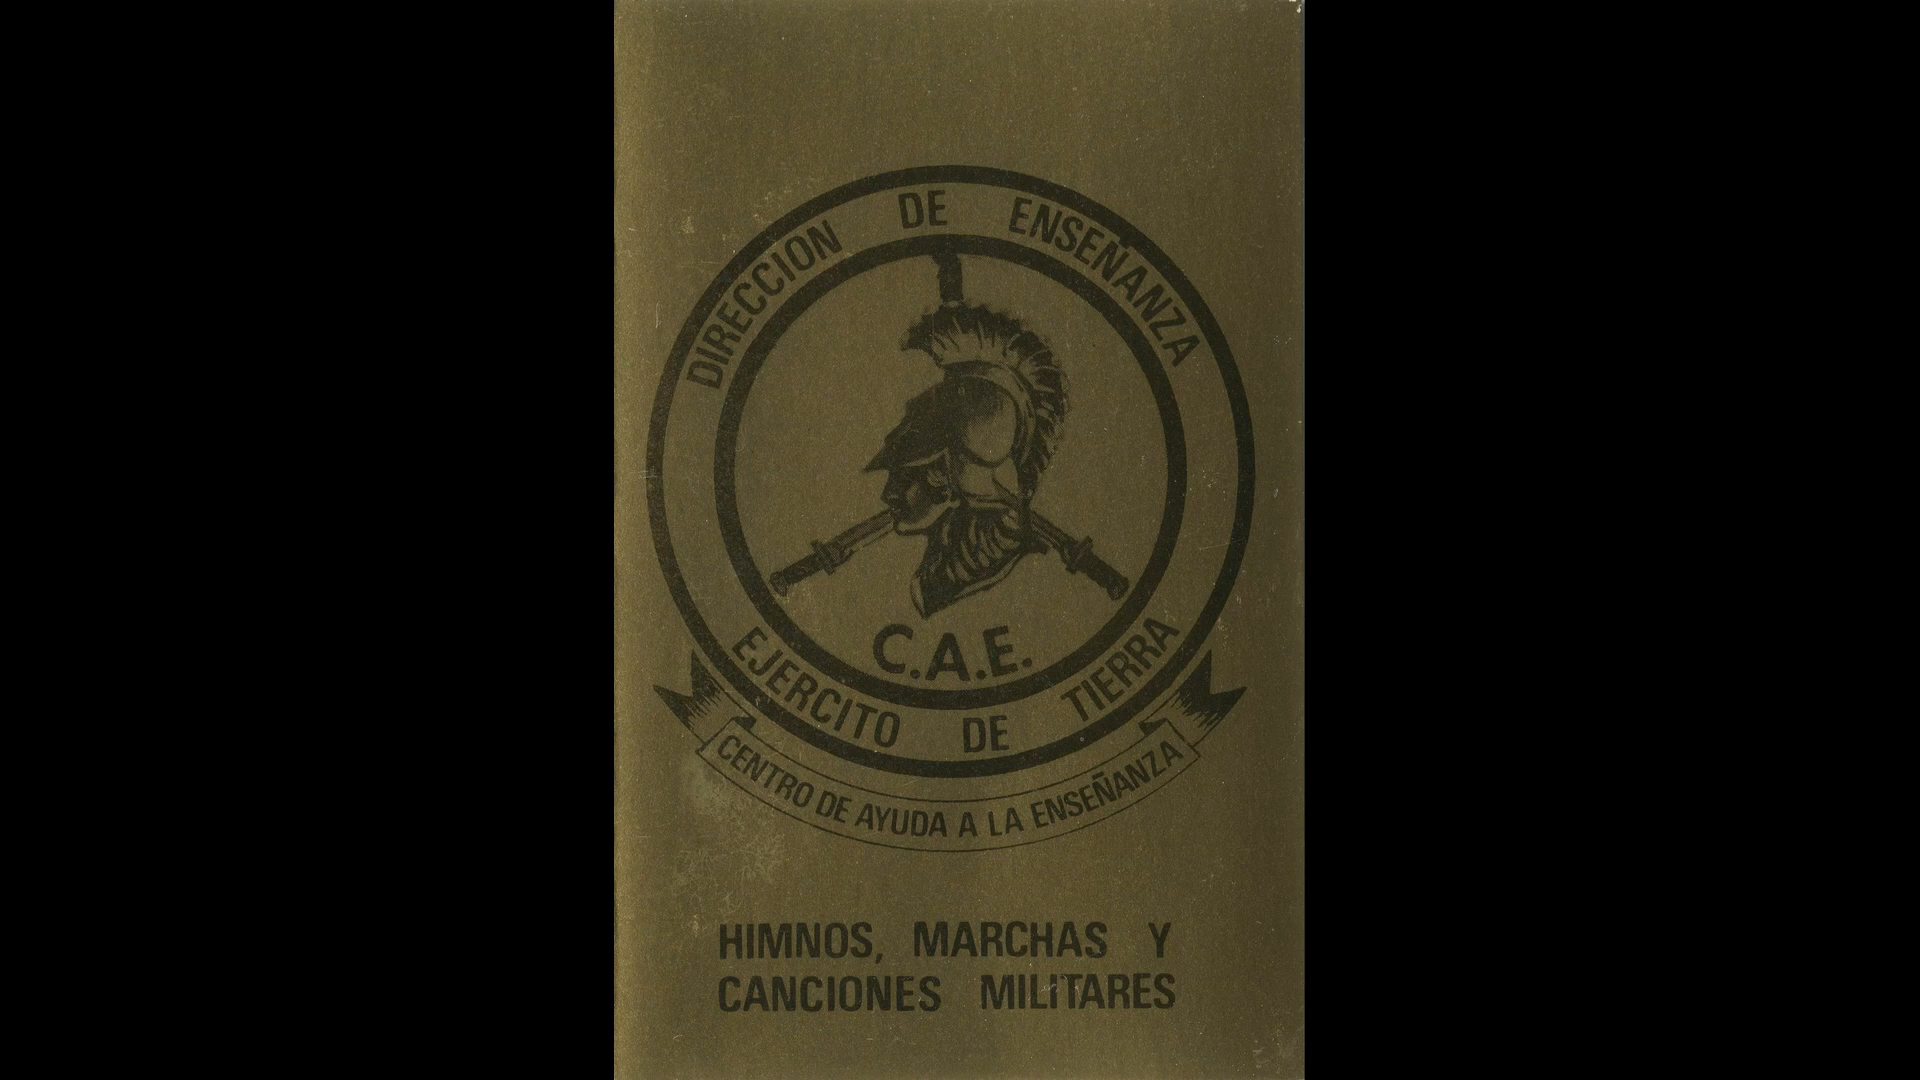 DIRECCION DE ENSEÑANZA
C.A.E.
EJERCITO DE TIERRA
CENTRO DE AYUDA A LA ENSEÑANZA
HIMNOS, MARCHAS Y
CANCIONES MILITARES